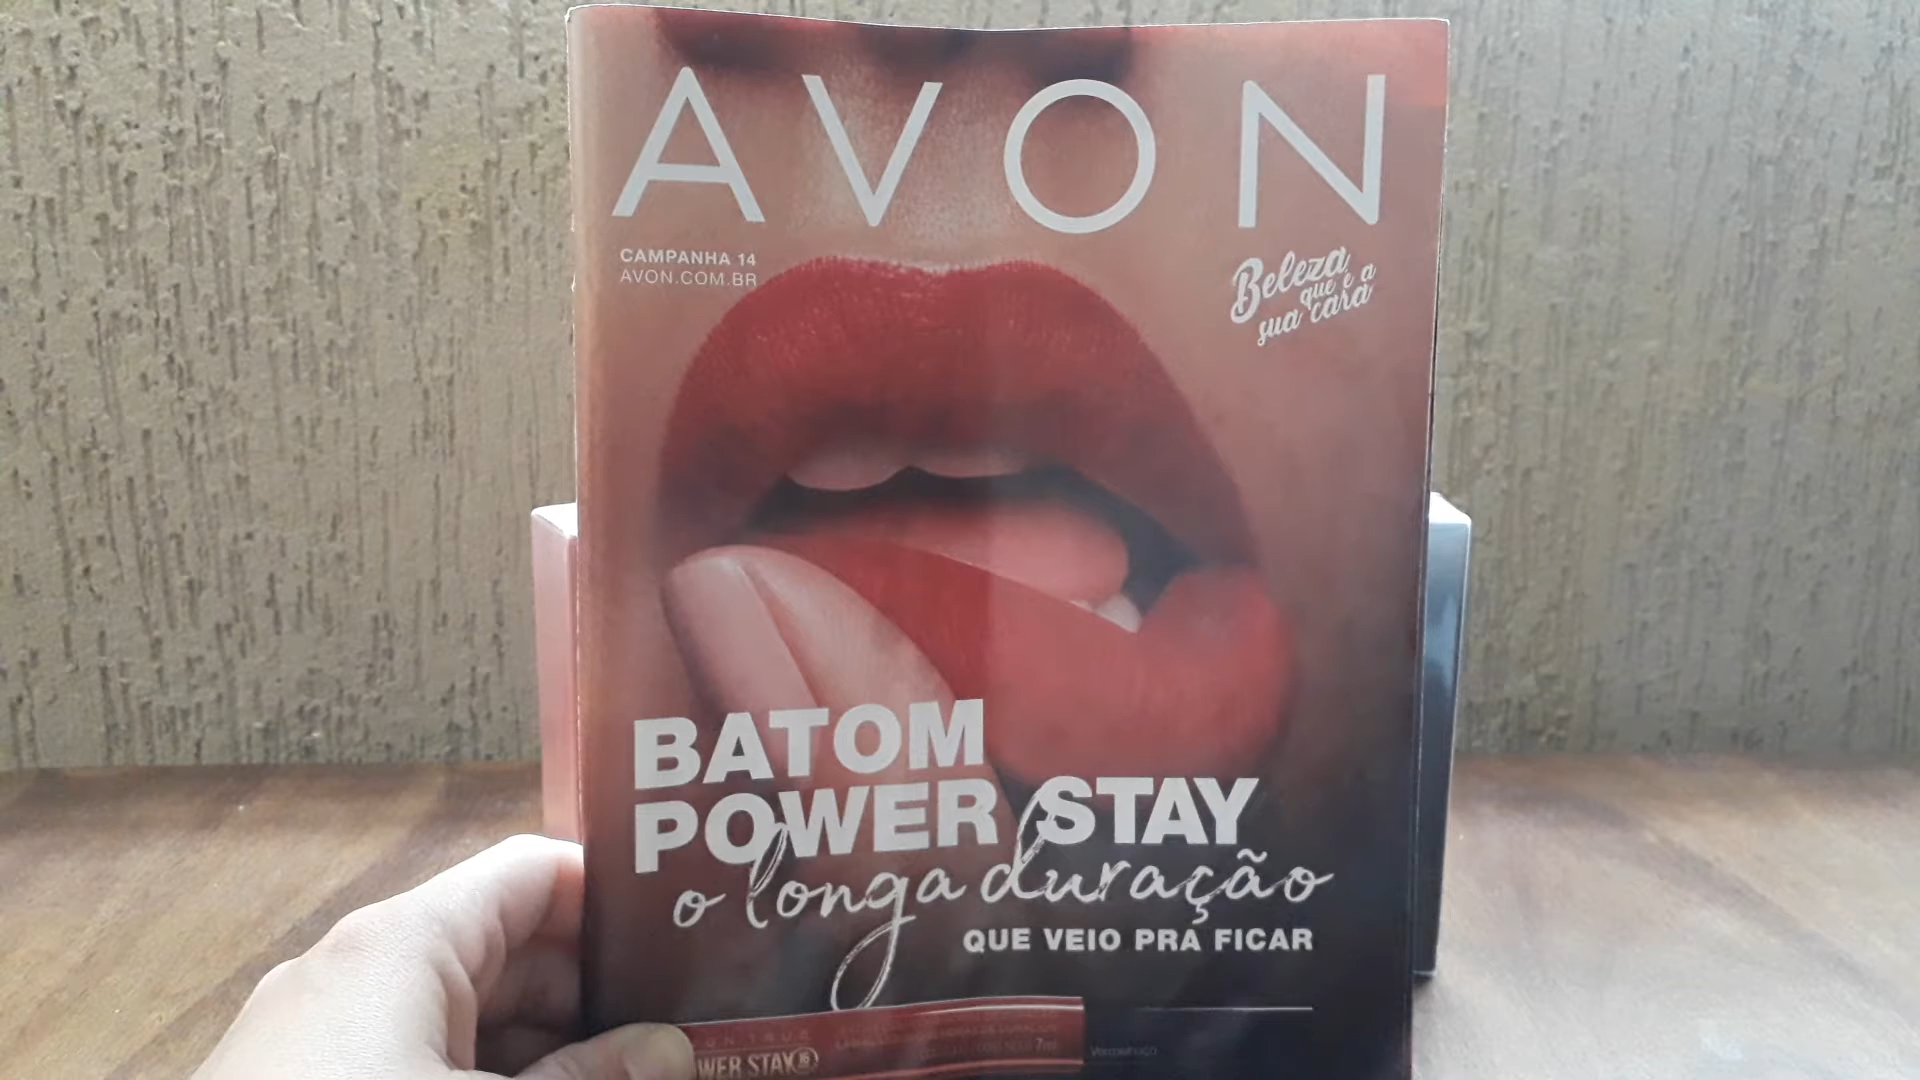 AVON
CAMPANHA 14
AVON.COM.BR
Beleza
que é a
sua cara
BATOM
POWER STAY
o longa duração
QUE VEIO PRA FICAR
WER STAY 16
7ml